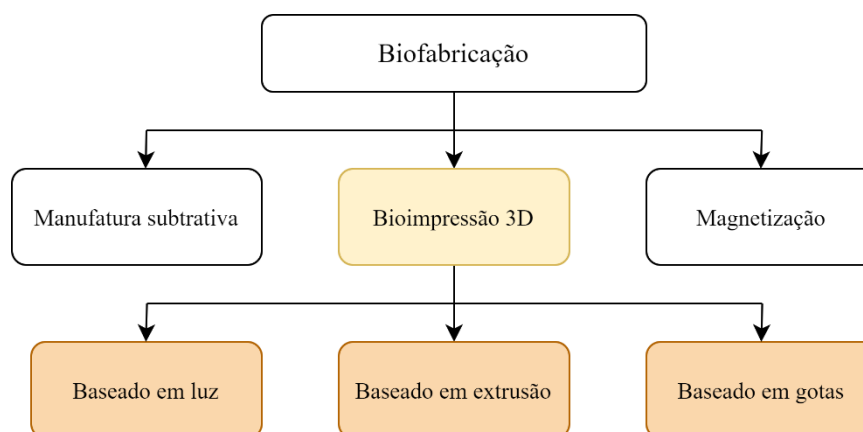 Biofabricação
Manufatura subtrativa
Bioimpressão 3D
Magnetização
Baseado em luz
Baseado em extrusão
Baseado em gotas